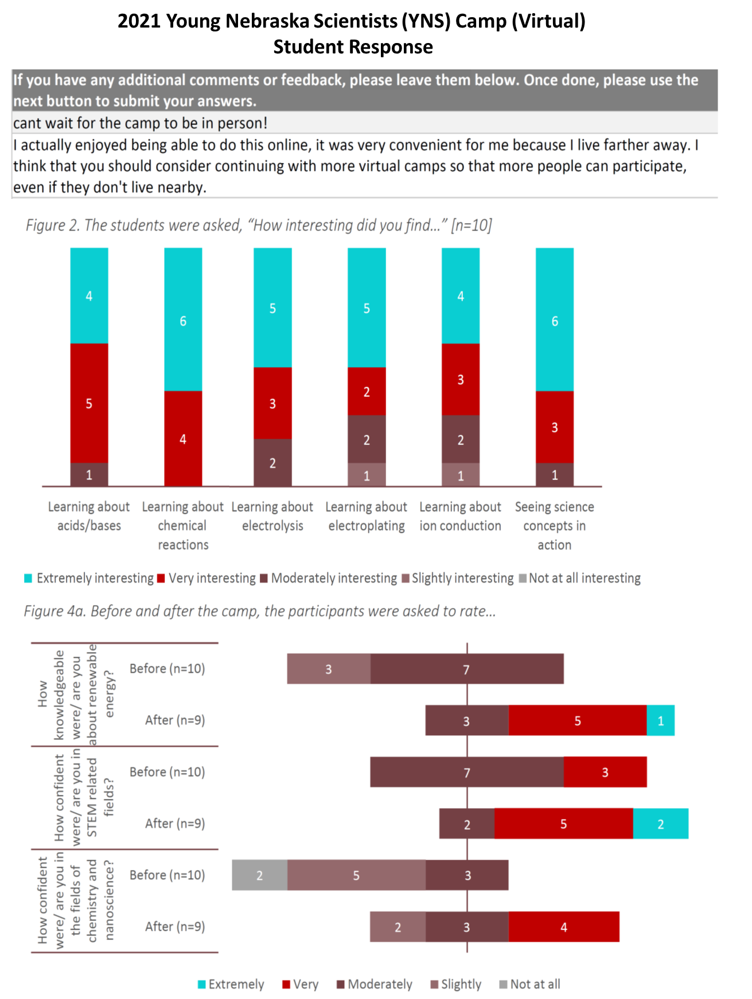 2021 Young Nebraska Scientists (YNS) Camp (Virtual)
Student Response
If you have any additional comments or feedback, please leave them below. Once done, please use the
next button to submit your answers.
cant wait for the camp to be in person!
I actually enjoyed being able to do this online, it was very convenient for me because I live farther away. I
think that you should consider continuing with more virtual camps so that more people can participate,
even if they don't live nearby.
Figure 2. The students were asked, “How interesting did you find...” [n=10]
4
6
5
5
4
6
5
4
3
2
3
3
1
2
2
2
1
1
1
Learning about
acids/bases
Learning about
chemical
reactions
Learning about
electrolysis
Learning about
electroplating
Learning about
ion conduction
Seeing science
concepts in
action
Extremely interesting
Very interesting
Moderately interesting
Slightly interesting
Not at all interesting
Figure 4a. Before and after the camp, the participants were asked to rate...
How
knowledgeable
were/ are you
about renewable
energy?
Before (n=10)
3
7
After (n=9)
3
5
1
How confident
were/ are you in
STEM related
fields?
Before (n=10)
7
3
After (n=9)
2
5
2
How confident
were/ are you in
the fields of
chemistry and
nanoscience?
Before (n=10)
2
5
3
After (n=9)
2
3
4
Extremely
Very
Moderately
Slightly
Not at all